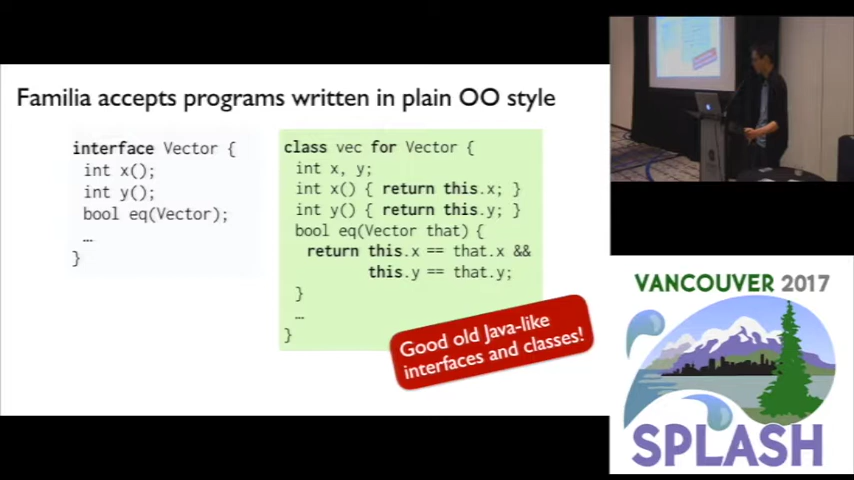 Familia accepts programs written in plain OO style
interface Vector {
int x();
int y();
bool eq(Vector);
…
}
class vec for Vector {
int x, y;
int x() { return this.x; }
int y() { return this.y; }
bool eq(Vector that) {
return this.x == that.x &&
this.y == that.y;
}
…
}
Good old Java-like
interfaces and classes!
VANCOUVER 2017
SPLASH